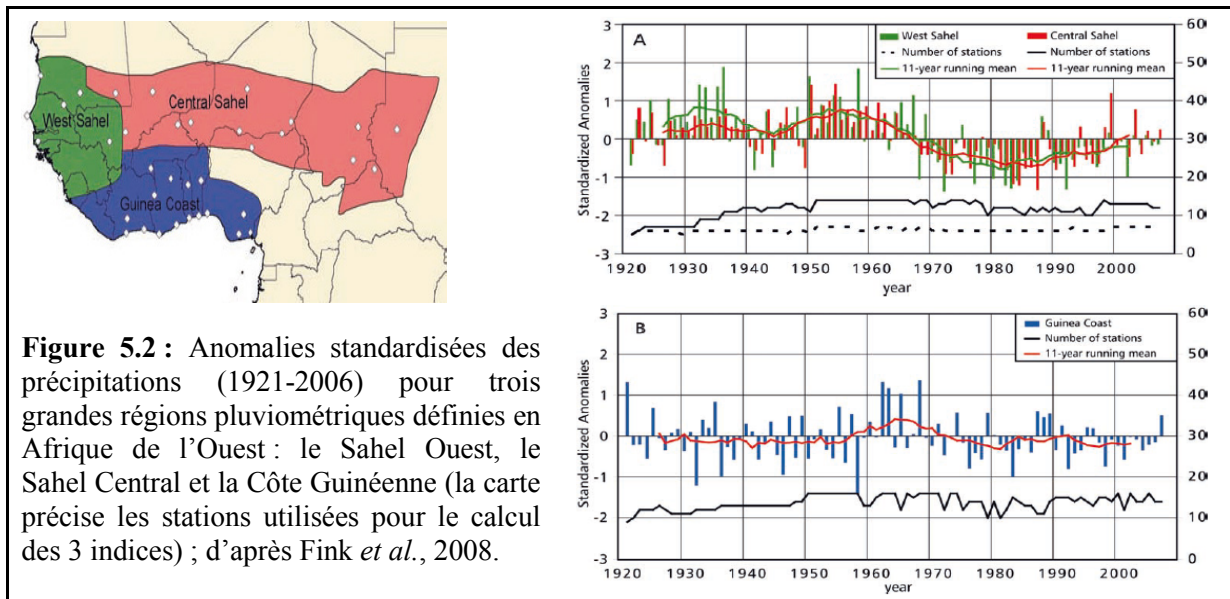 West Sahel
Central Sahel
Guinea Coast
Figure 5.2 : Anomalies standardisées des
précipitations (1921-2006) pour trois
grandes régions pluviométriques définies en
Afrique de l'Ouest : le Sahel Ouest, le
Sahel Central et la Côte Guinéenne (la carte
précise les stations utilisées pour le calcul
des 3 indices) ; d'après Fink et al., 2008.
A
West Sahel
Central Sahel
Number of stations
Number of stations
11-year running mean
11-year running mean
Standardized Anomalies
3
2
1
0
-1
-2
-3
60
50
40
30
20
10
0
1920 1930 1940 1950 1960 1970 1980 1990 2000
year
B
Guinea Coast
Number of stations
11-year running mean
Standardized Anomalies
3
2
1
0
-1
-2
-3
60
50
40
30
20
10
0
1920 1930 1940 1950 1960 1970 1980 1990 2000
year